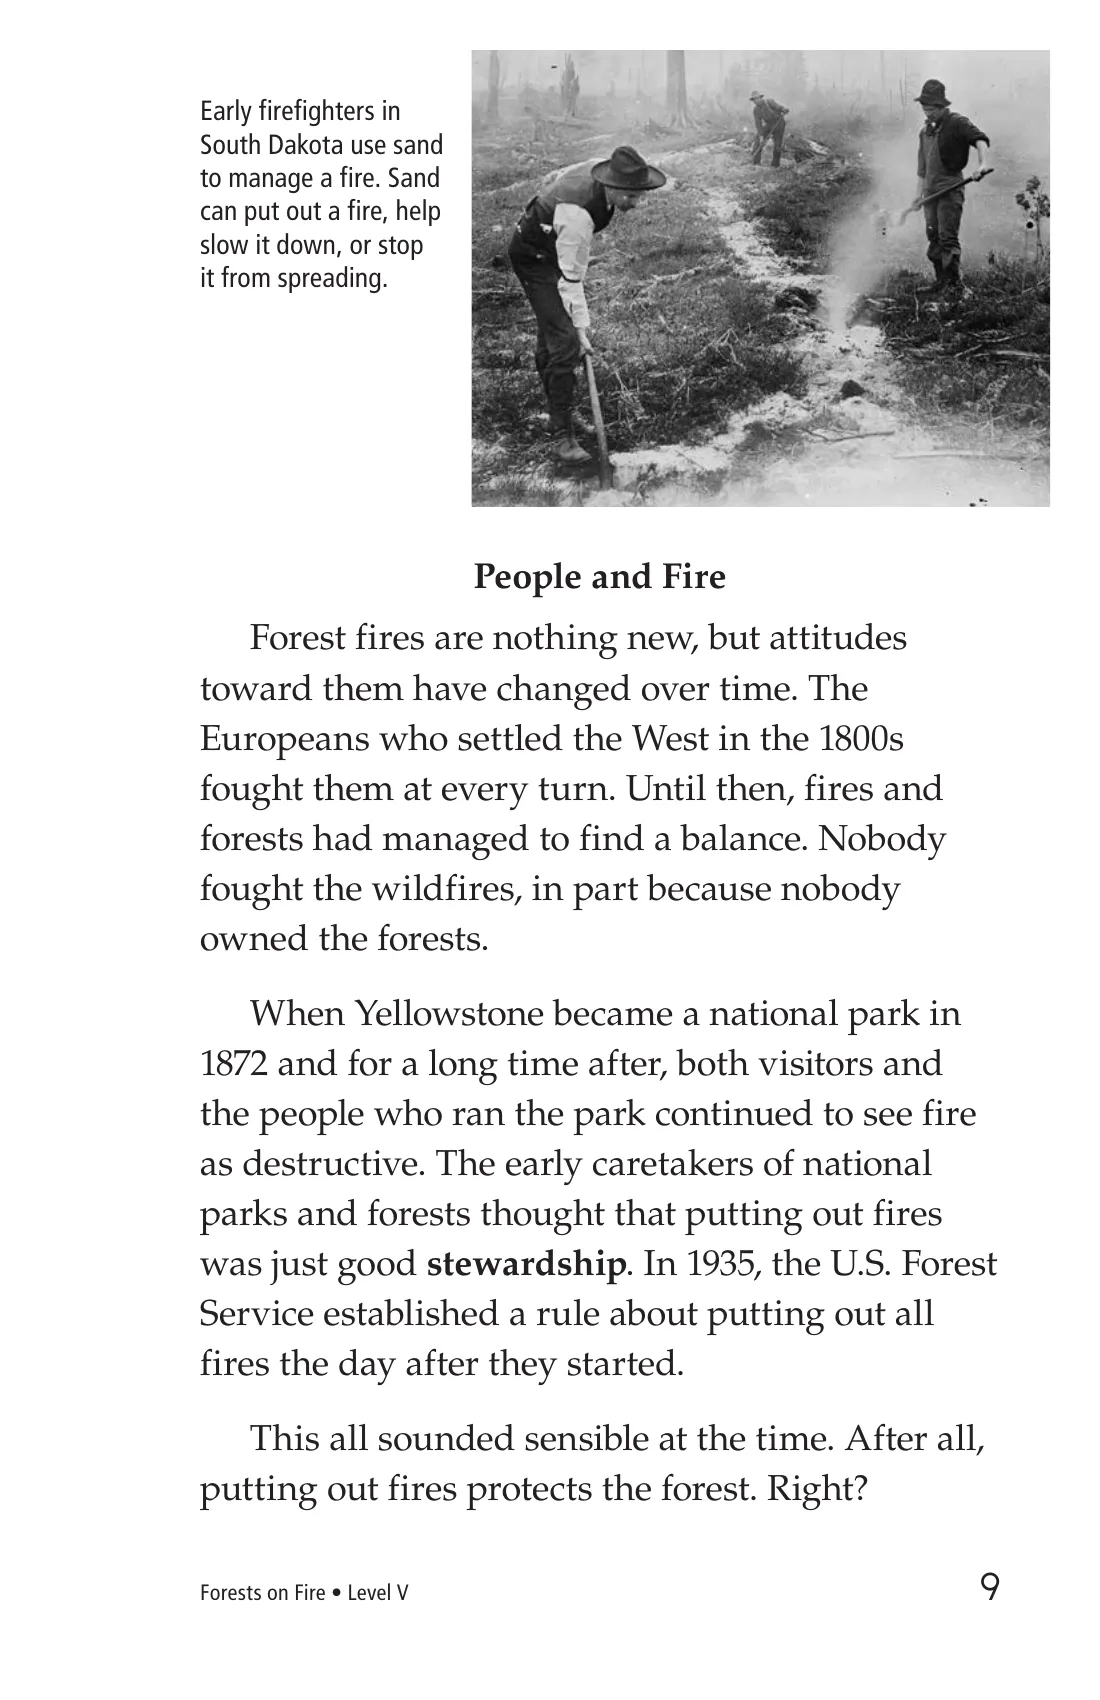 Early firefighters in
South Dakota use sand
to manage a fire. Sand
can put out a fire, help
slow it down, or stop
it from spreading.
People and Fire
Forest fires are nothing new, but attitudes
toward them have changed over time. The
Europeans who settled the West in the 1800s
fought them at every turn. Until then, fires and
forests had managed to find a balance. Nobody
fought the wildfires, in part because nobody
owned the forests.
When Yellowstone became a national park in
1872 and for a long time after, both visitors and
the people who ran the park continued to see fire
as destructive. The early caretakers of national
parks and forests thought that putting out fires
was just good stewardship. In 1935, the U.S. Forest
Service established a rule about putting out all
fires the day after they started.
This all sounded sensible at the time. After all,
putting out fires protects the forest. Right?
Forests on Fire • Level V
9